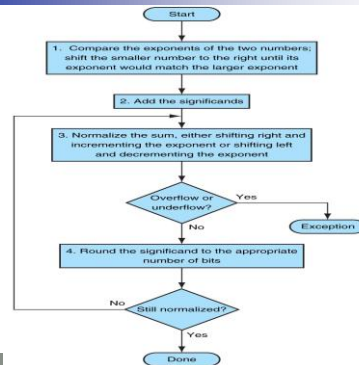 Start
1. Compare the exponents of the two numbers;
shift the smaller number to the right until its
exponent would match the larger exponent
2. Add the significands
3. Normalize the sum, either shifting right and
incrementing the exponent or shifting left
and decrementing the exponent
Overflow or
underflow?
Yes
Exception
No
4. Round the significand to the appropriate
number of bits
No
Still normalized?
Yes
Done